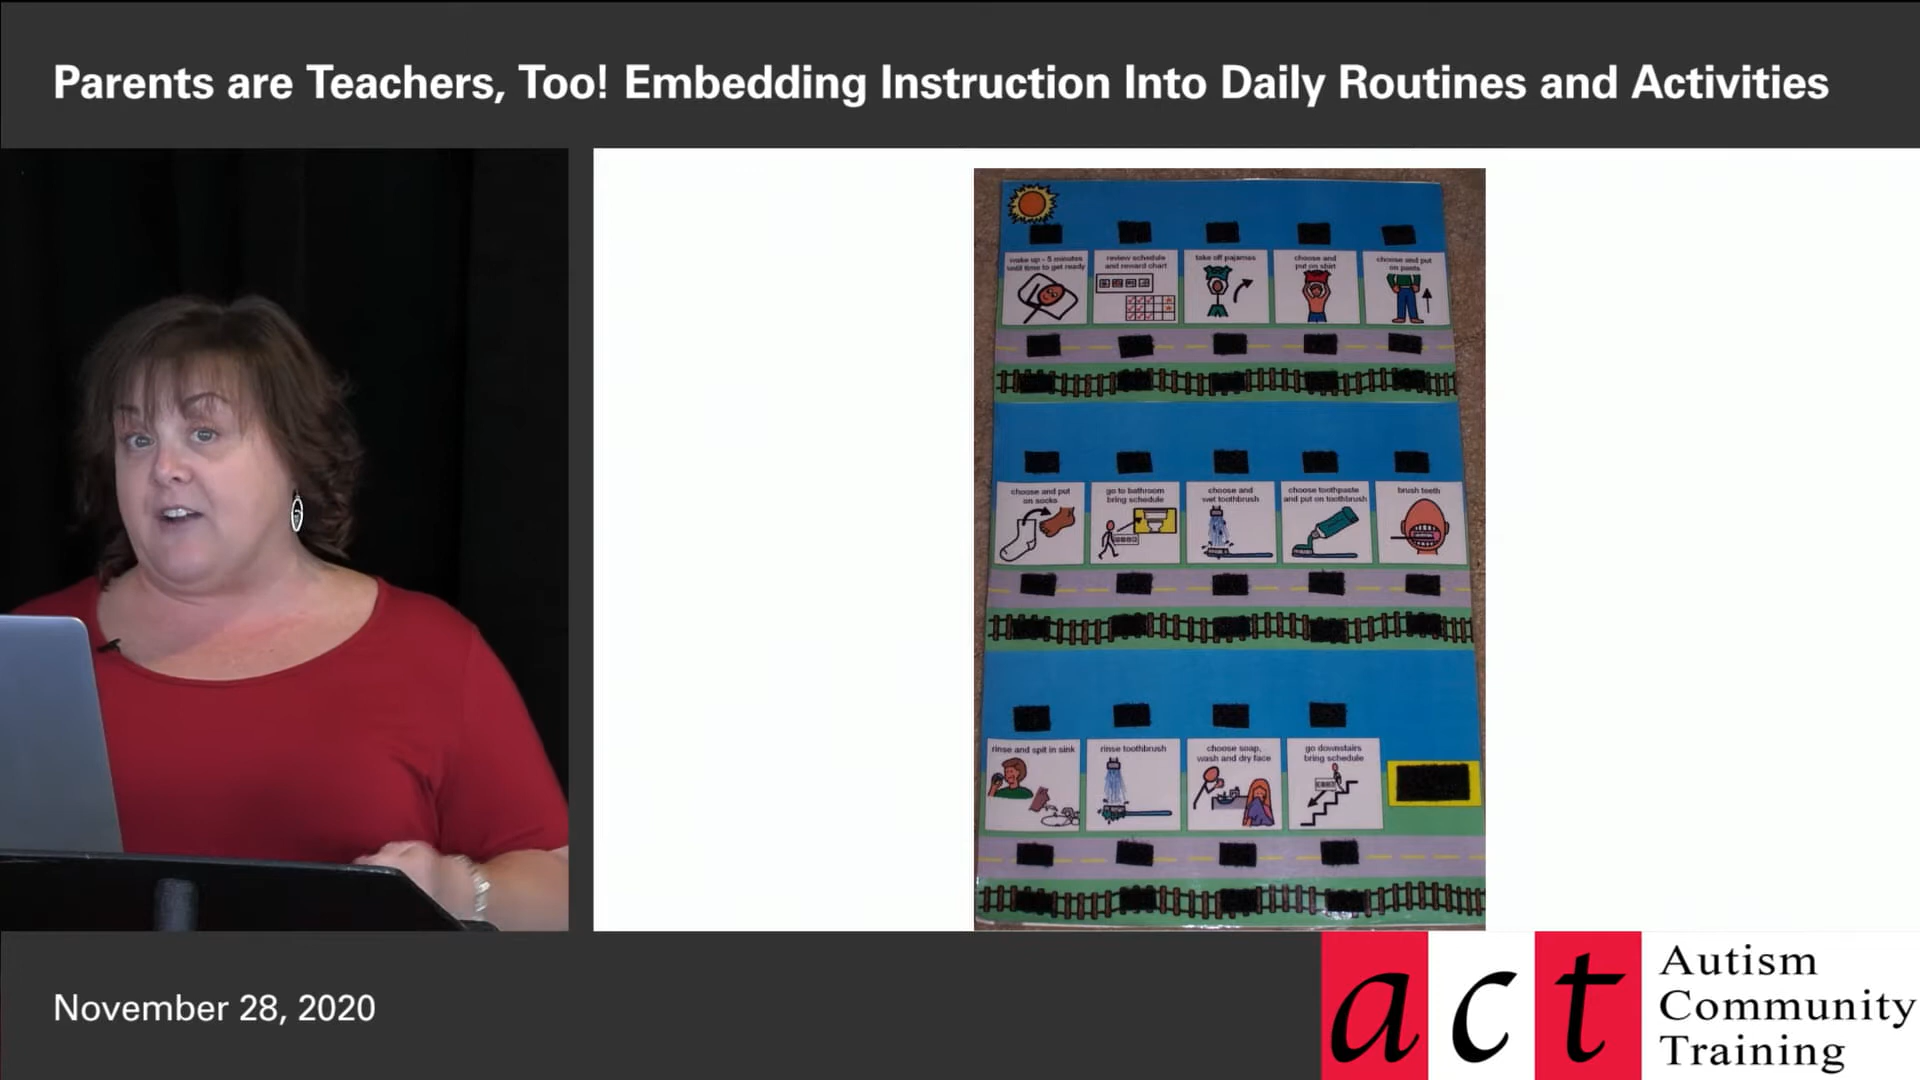 Parents are Teachers, Too! Embedding Instruction Into Daily Routines and Activities
wake up - 5 minutes
until time to get ready
review schedule
and reward chart
take off pajamas
choose and
put on shirt
choose and put
on pants
choose and put
on socks
go to bathroom
bring schedule
choose and
wet toothbrush
choose toothpaste
and put on toothbrush
brush teeth
rinse and spit in sink
rinse toothbrush
choose soap,
wash and dry face
go downstairs
bring schedule
November 28, 2020
act
Autism
Community
Training